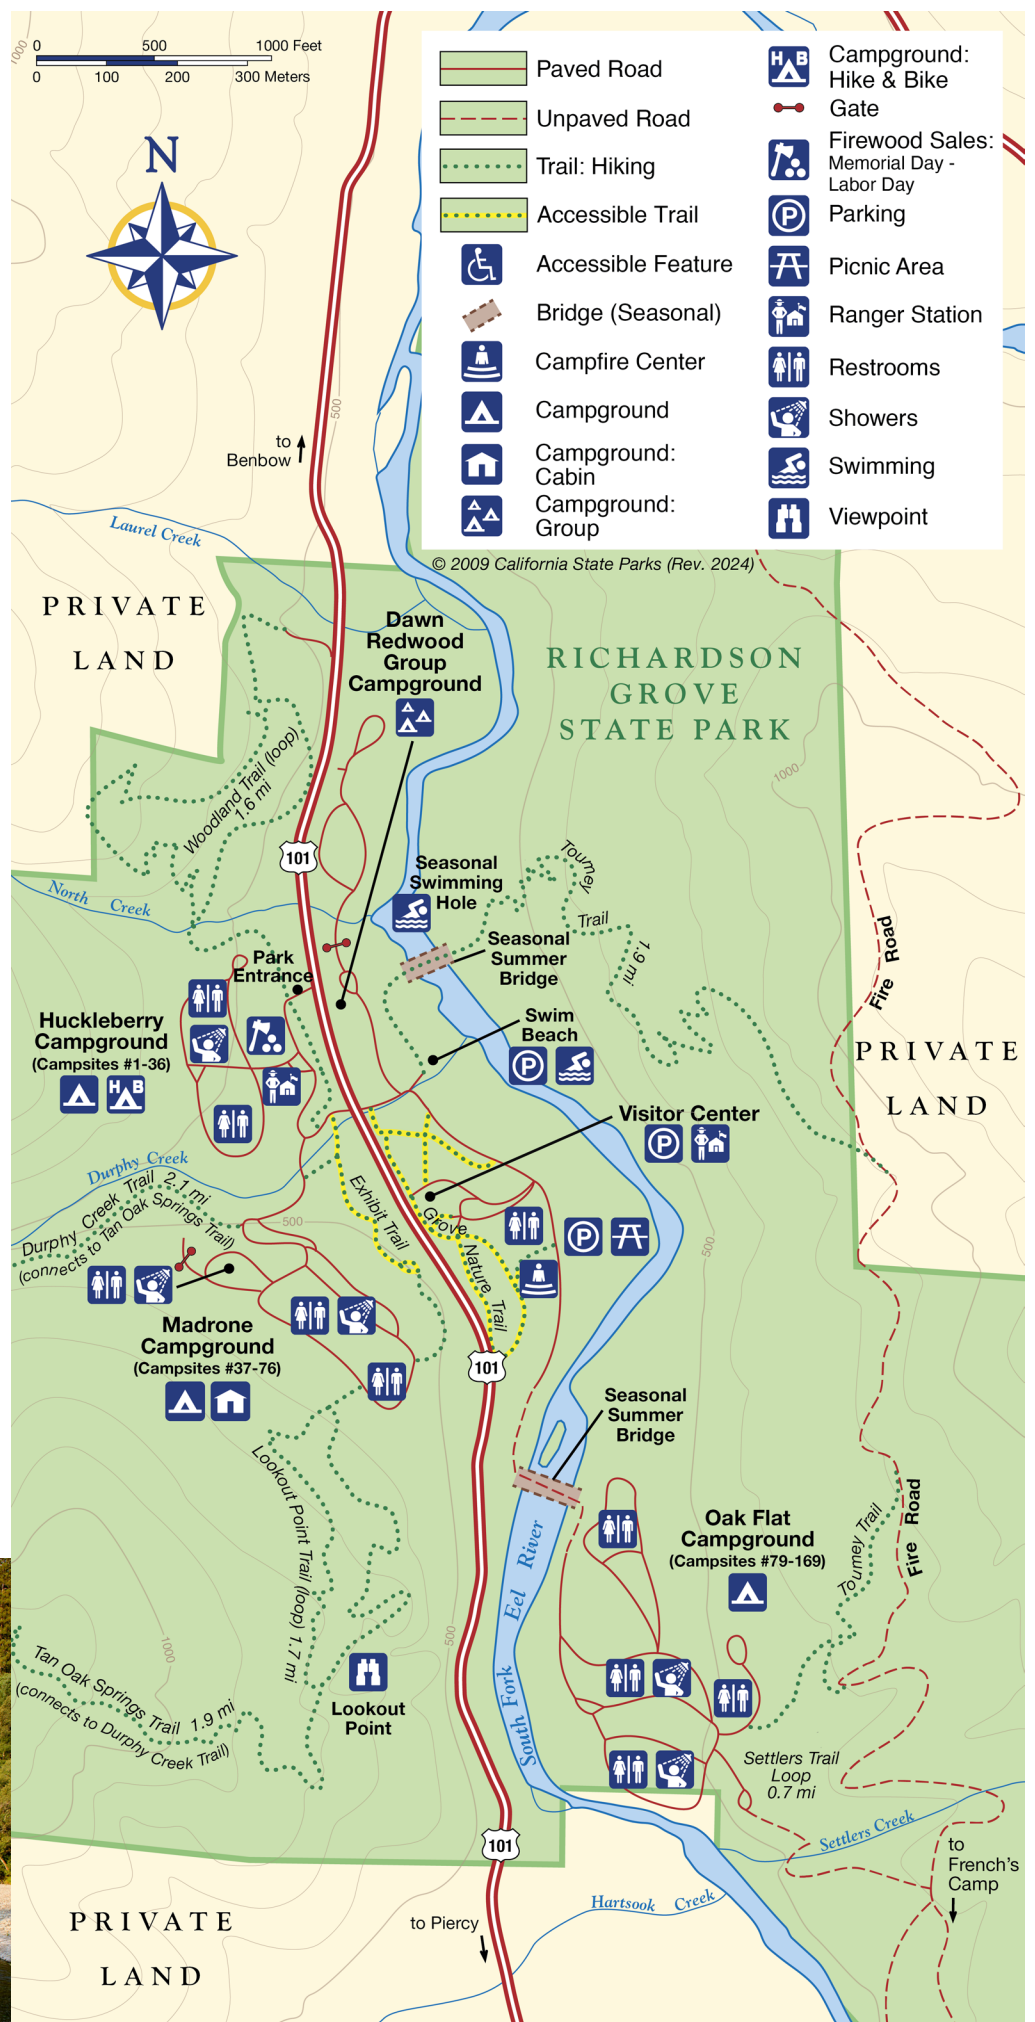 0 500 1000 Feet
0 100 200 300 Meters
1000
N
Paved Road
Unpaved Road
Trail: Hiking
Accessible Trail
Accessible Feature
Bridge (Seasonal)
Campfire Center
Campground
Campground:
Cabin
Campground:
Group
H B
Campground:
Hike & Bike
Gate
Firewood Sales:
Memorial Day -
Labor Day
P
Parking
Picnic Area
Ranger Station
Restrooms
Showers
Swimming
Viewpoint
© 2009 California State Parks (Rev. 2024)
500
to
Benbow
Laurel Creek
PRIVATE
LAND
Dawn
Redwood
Group
Campground
RICHARDSON
GROVE
STATE PARK
1000
Woodland Trail (loop)
1.6 mi
101
Seasonal
Swimming
Hole
Tourney
Trail
1.9 mi
North Creek
Seasonal
Summer
Bridge
Fire Road
Park
Entrance
Huckleberry
Campground
(Campsites #1-36)
H B
Swim
Beach
P
PRIVATE
LAND
Visitor Center
P
Durphy Creek
Durphy Creek Trail 2.1 mi
(connects to Tan Oak Springs Trail)
500
Exhibit Trail
Grove
Nature Trail
P
500
Madrone
Campground
(Campsites #37-76)
101
Seasonal
Summer
Bridge
Lookout Point Trail (loop) 1.7 mi
Oak Flat
Campground
(Campsites #79-169)
Tourney Trail
Fire Road
South Fork Eel River
1000
500
Tan Oak Springs Trail 1.9 mi
(connects to Durphy Creek Trail)
Lookout
Point
Settlers Trail
Loop
0.7 mi
Settlers Creek
101
to
French's
Camp
Hartsook Creek
PRIVATE
LAND
to Piercy